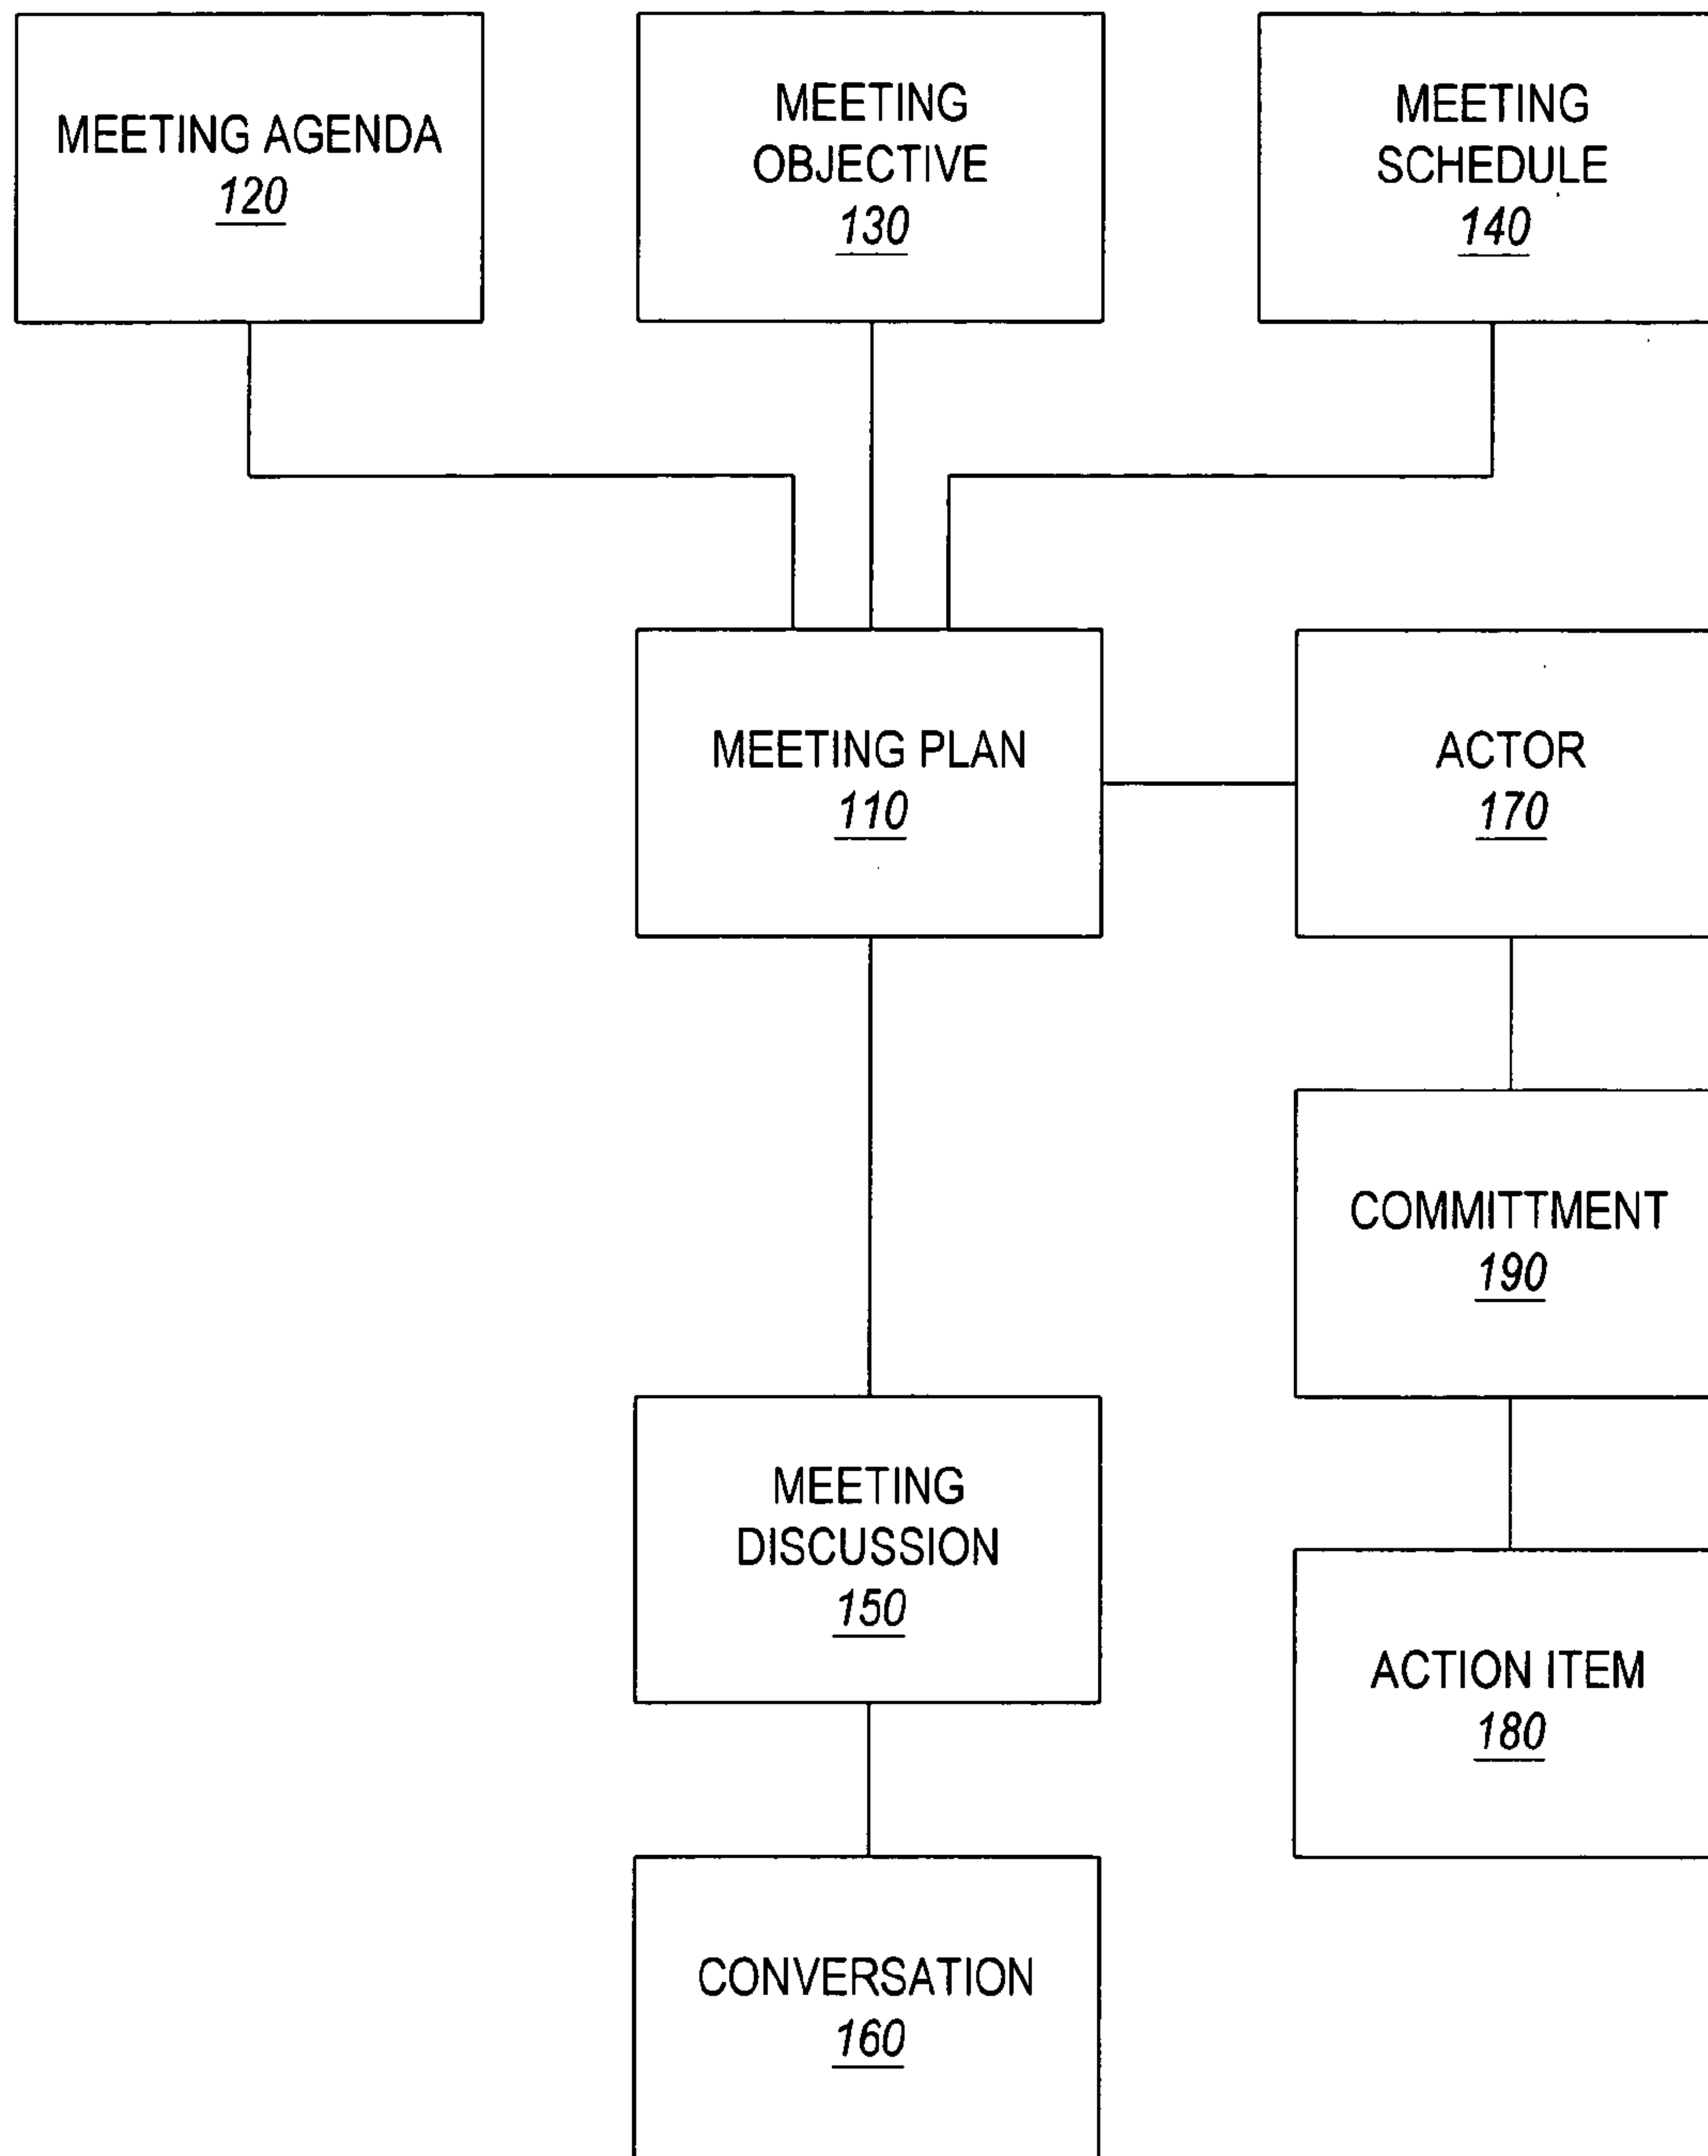 MEETING AGENDA
120
MEETING
OBJECTIVE
130
MEETING
SCHEDULE
140
MEETING PLAN
110
ACTOR
170
COMMITTMENT
190
MEETING
DISCUSSION
150
ACTION ITEM
180
CONVERSATION
160